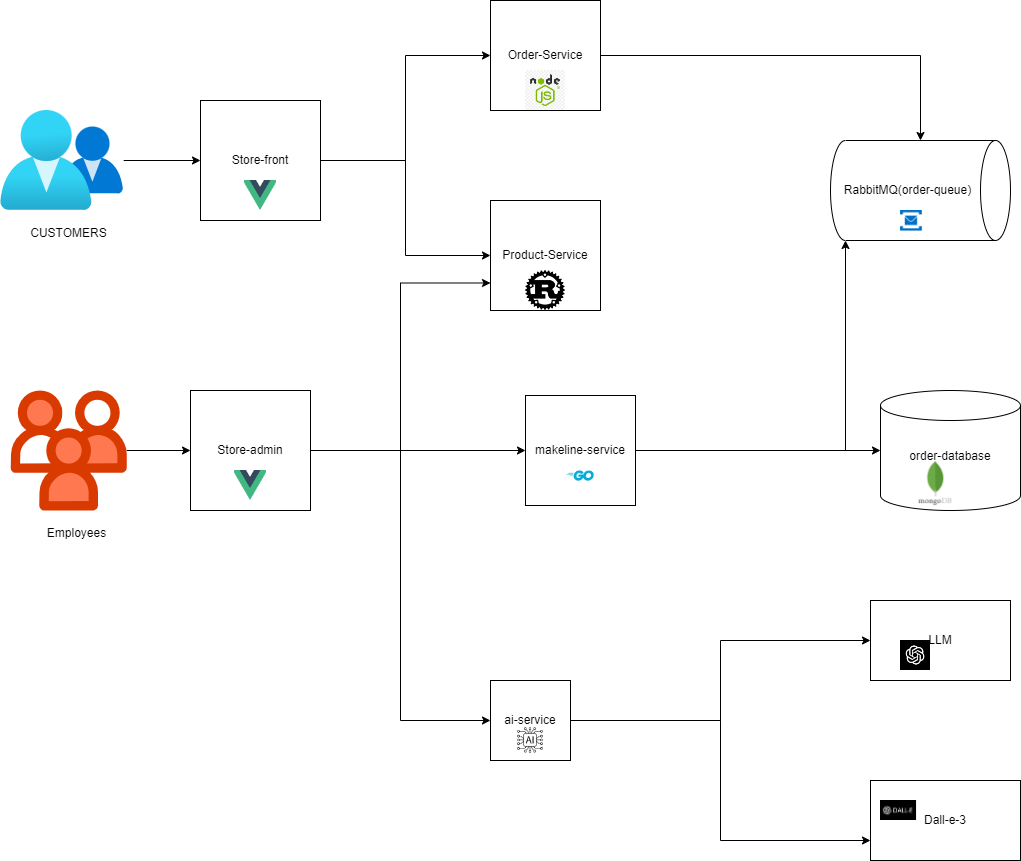 Order-Service
node
JS
Store-front
CUSTOMERS
RabbitMQ(order-queue)
Product-Service
R
Store-admin
Employees
makeline-service
GO
order-database
mongoDB
LLM
ai-service
AI
DALL·E
Dall-e-3